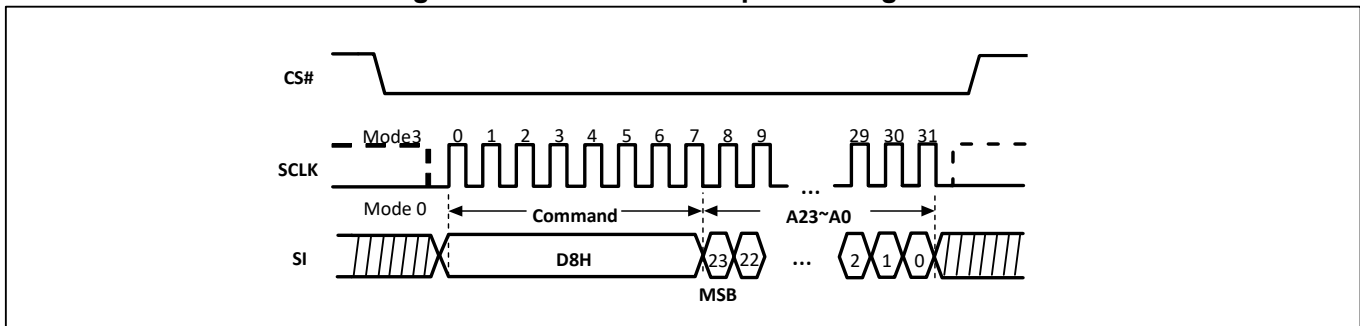 CS#
Mode3 0 1 2 3 4 5 6 7 8 9 29 30 31
SCLK
...
Mode 0 Command A23~A0
SI D8H 23 22 ... 2 1 0
MSB